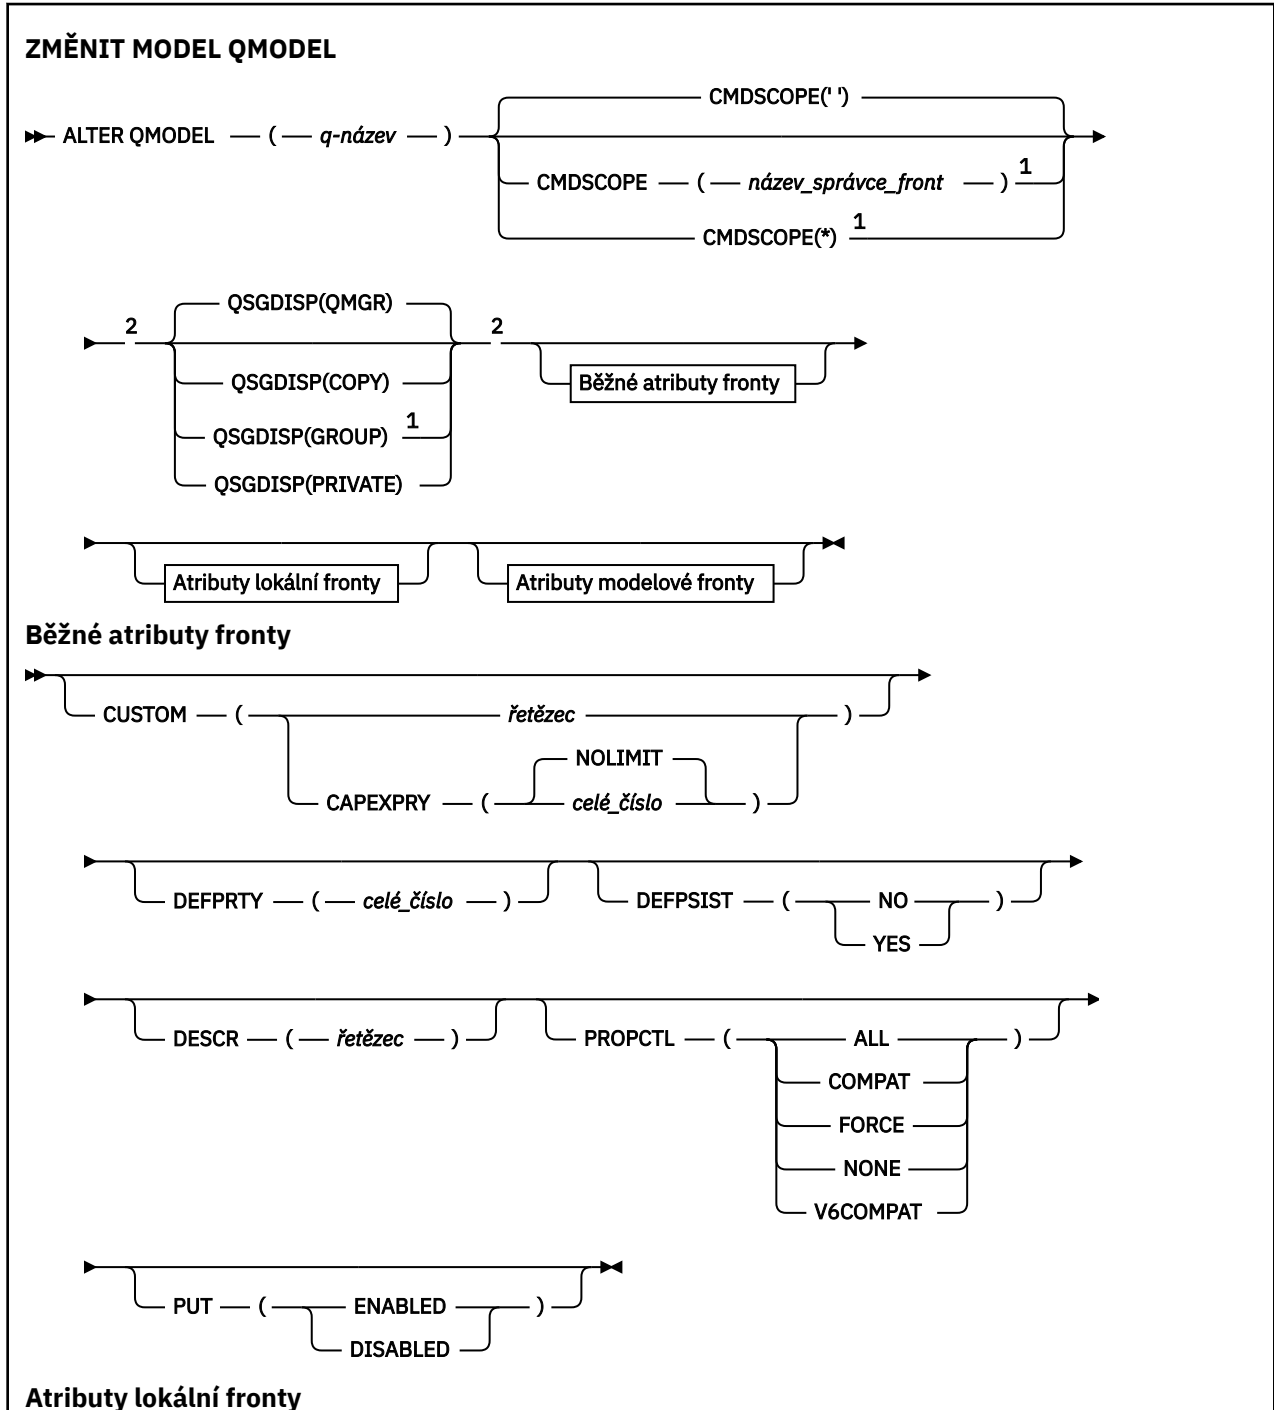 ZMĚNIT MODEL QMODEL
CMDSCOPE(' ')
ALTER QMODEL ( q-název )
CMDSCOPE ( název_správce_front ) 1
CMDSCOPE(*) 1
QSGDISP(QMGR)
2 2
QSGDISP(COPY) Běžné atributy fronty
QSGDISP(GROUP) 1
QSGDISP(PRIVATE)
Atributy lokální fronty Atributy modelové fronty
Běžné atributy fronty
CUSTOM ( řetězec )
NOLIMIT
CAPEXPRY ( celé_číslo )
DEFPRTY ( celé_číslo ) DEFPSIST ( NO )
YES
DESCR ( řetězec ) PROPCTL ( ALL )
COMPAT
FORCE
NONE
V6COMPAT
PUT ( ENABLED )
DISABLED
Atributy lokální fronty